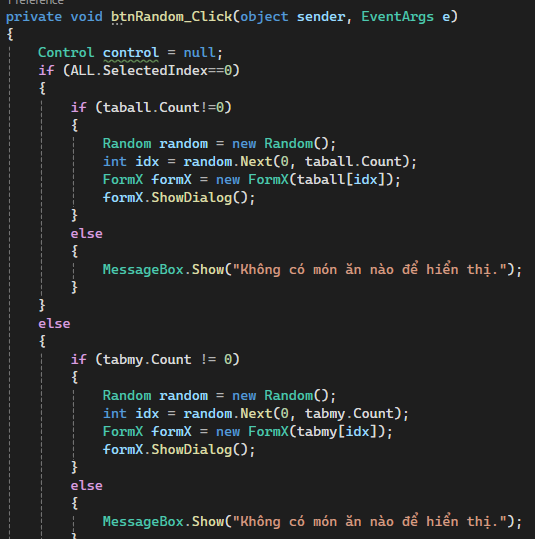 1 reference
private void btnRandom_Click(object sender, EventArgs e)
{
Control control = null;
if (ALL.SelectedIndex==0)
{
if (taball.Count!=0)
{
Random random = new Random();
int idx = random.Next(0, taball.Count);
FormX formX = new FormX(taball[idx]);
formX.ShowDialog();
}
else
{
MessageBox.Show("Không có món ăn nào để hiển thị.");
}
}
else
{
if (tabmy.Count != 0)
{
Random random = new Random();
int idx = random.Next(0, tabmy.Count);
FormX formX = new FormX(tabmy[idx]);
formX.ShowDialog();
}
else
{
MessageBox.Show("Không có món ăn nào để hiển thị.");
}